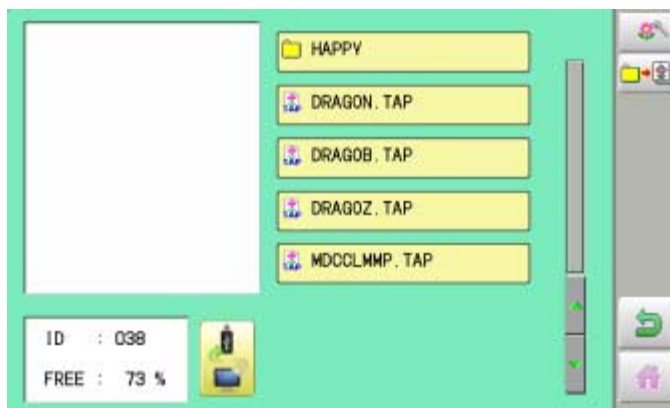 HAPPY
DRAGON.TAP
DRAGOB.TAP
DRAGOZ.TAP
MDCCLMMP.TAP
ID : 038
FREE : 73 %